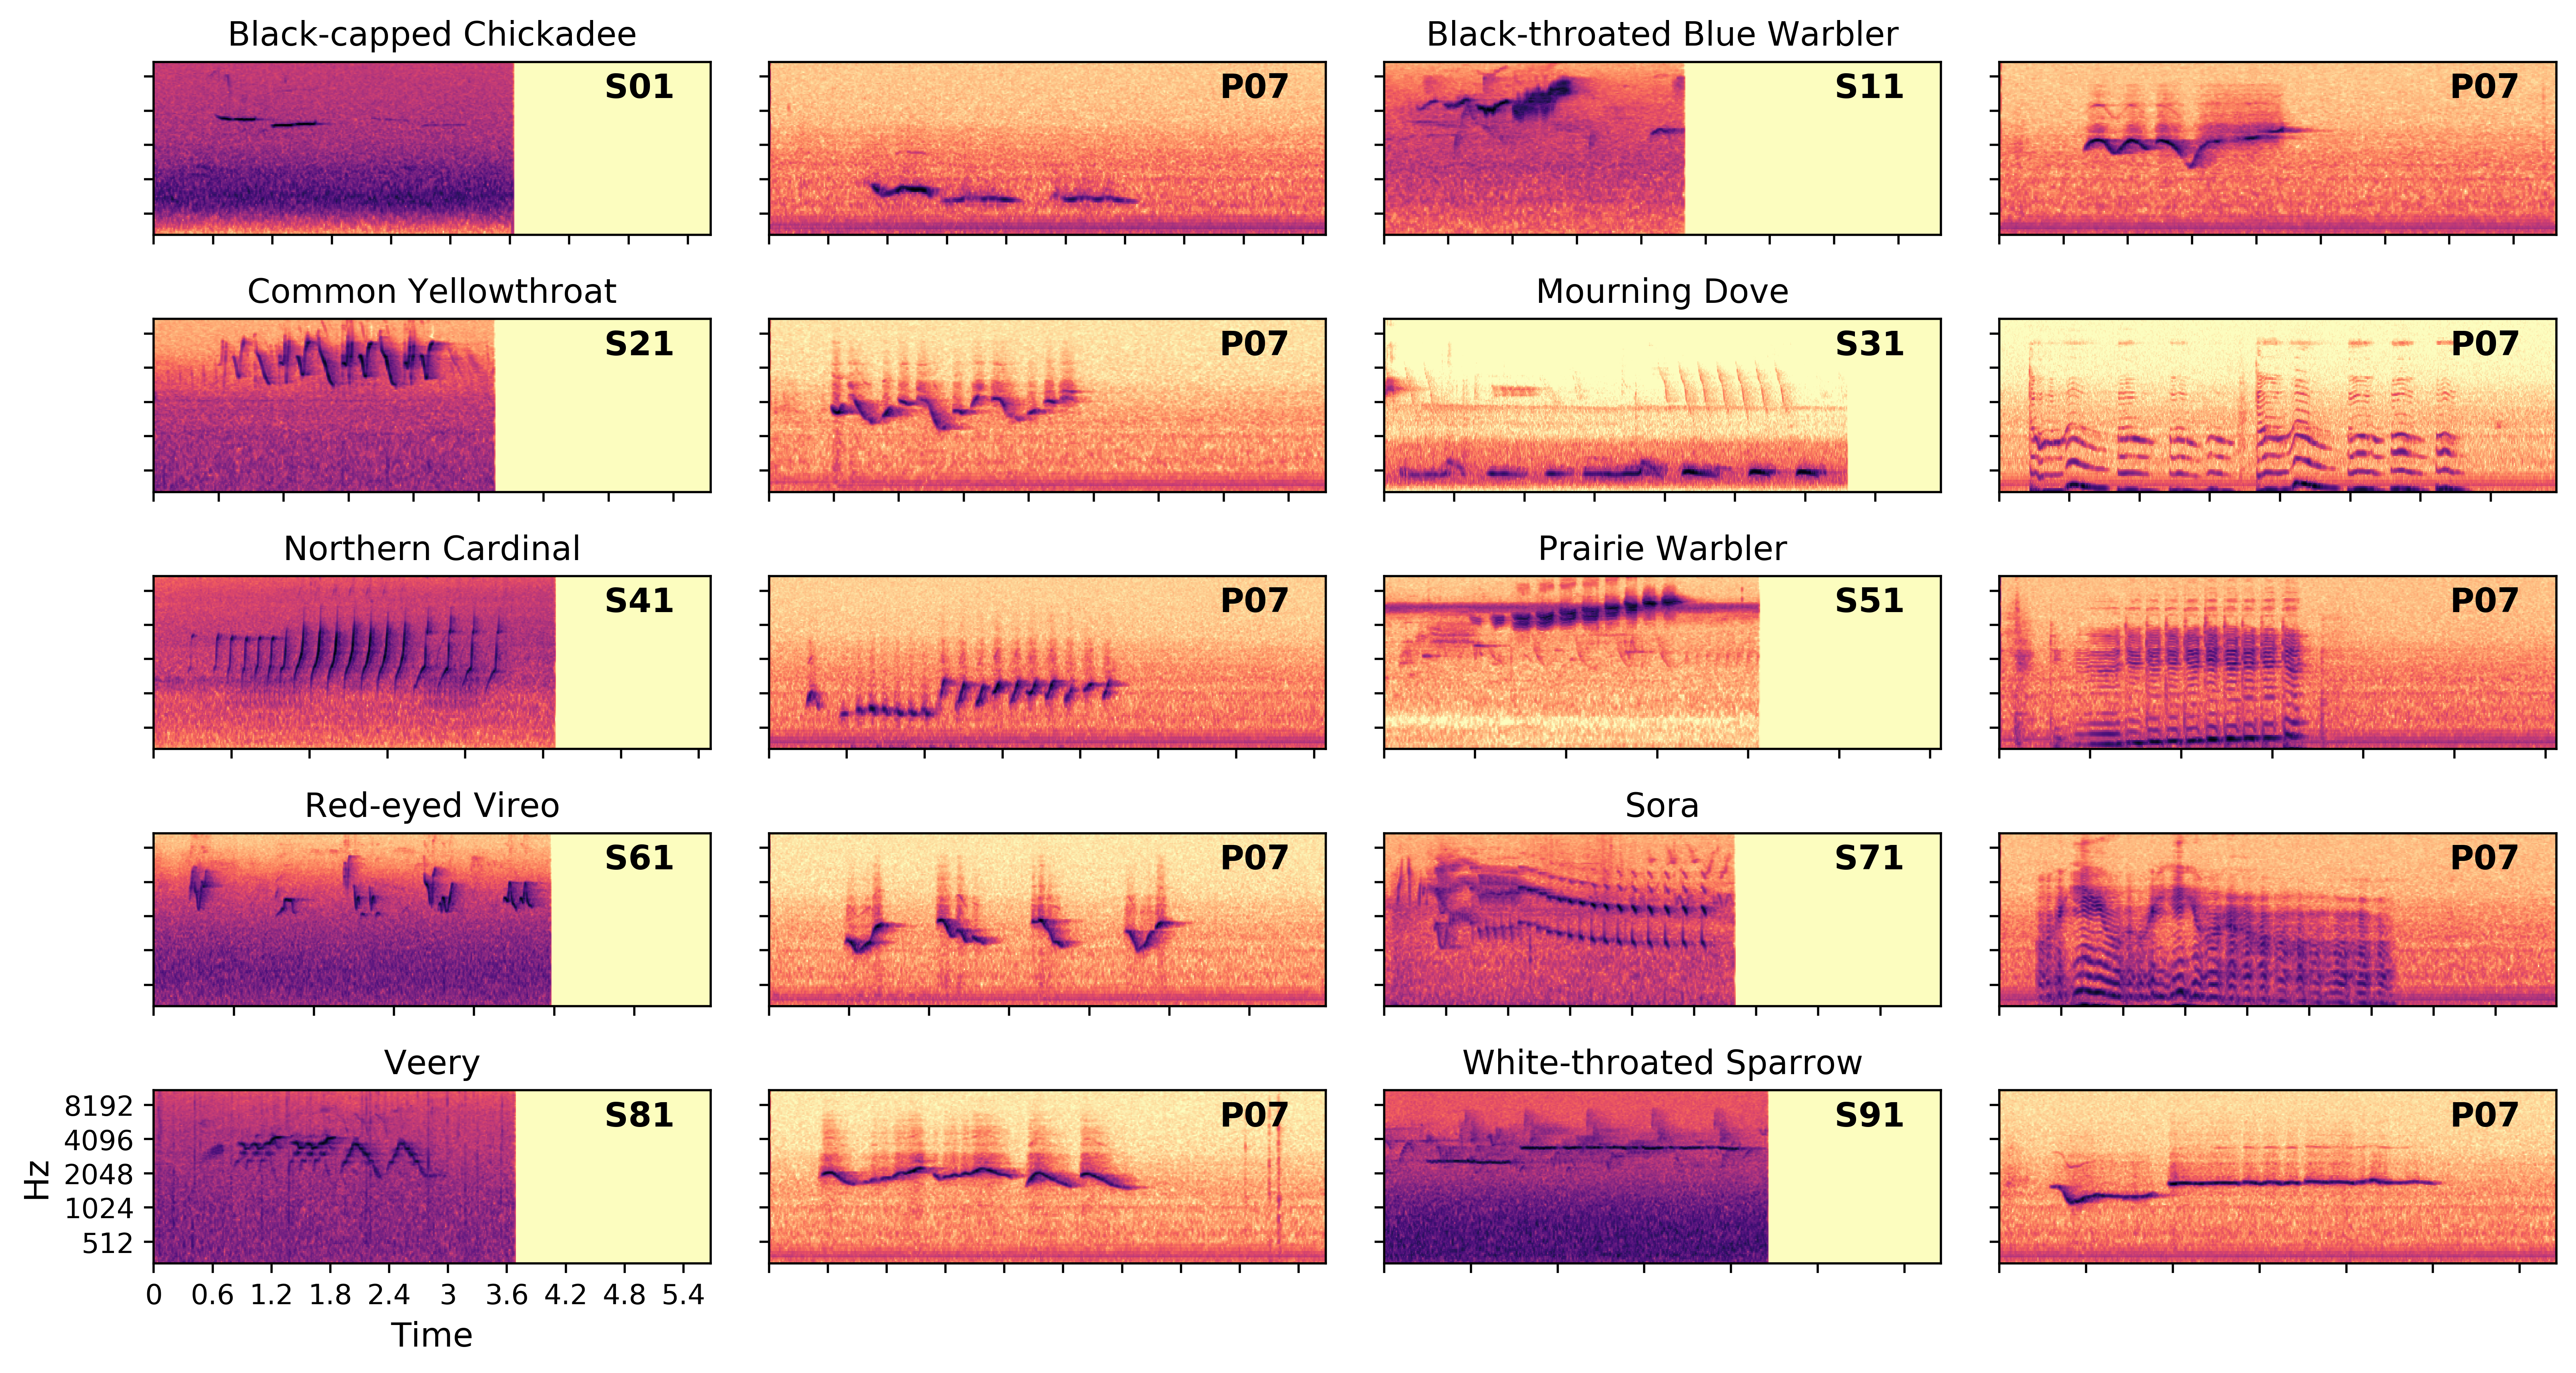 Black-capped Chickadee
Black-throated Blue Warbler
S01
P07
S11
P07
Common Yellowthroat
Mourning Dove
S21
P07
S31
P07
Northern Cardinal
Prairie Warbler
S41
P07
S51
P07
Red-eyed Vireo
Sora
S61
P07
S71
P07
Veery
White-throated Sparrow
S81
P07
S91
P07
8192
4096
2048
1024
512
Hz
0 0.6 1.2 1.8 2.4 3 3.6 4.2 4.8 5.4
Time